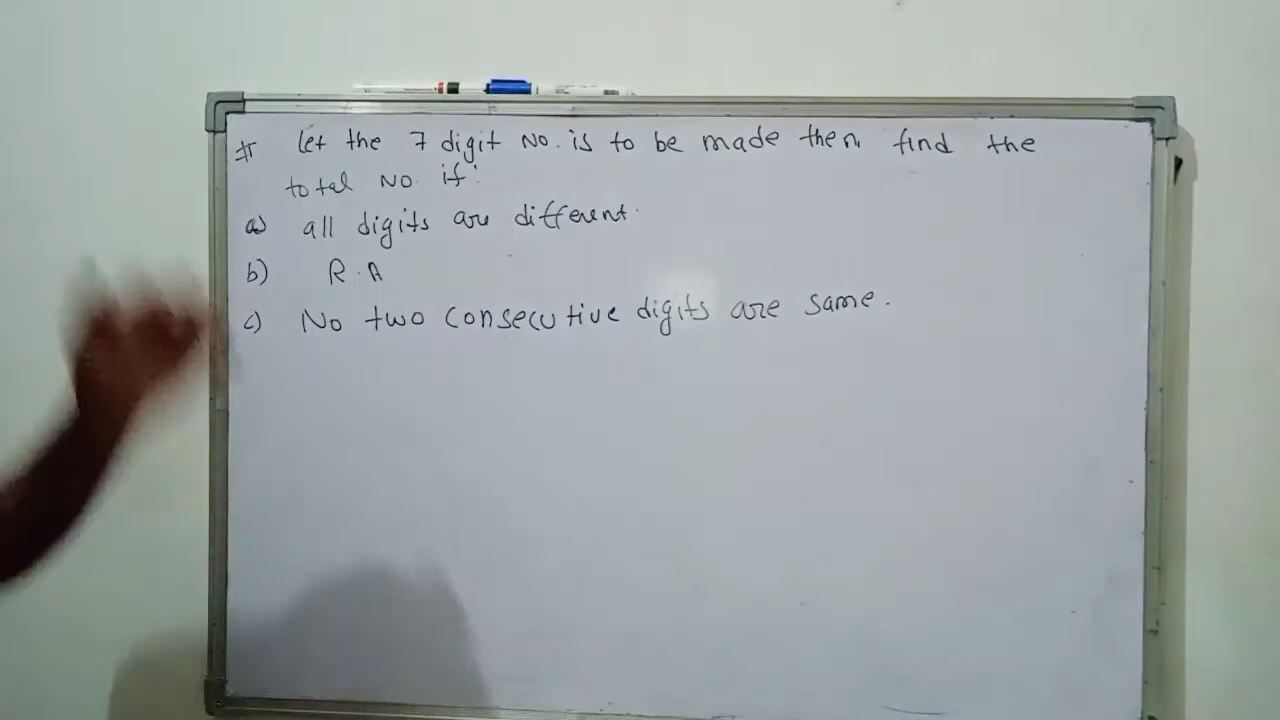 # Let the 7 digit No. is to be made then find the
total No. if:
a) all digits are different.
b) R.A
c) No two consecutive digits are same.